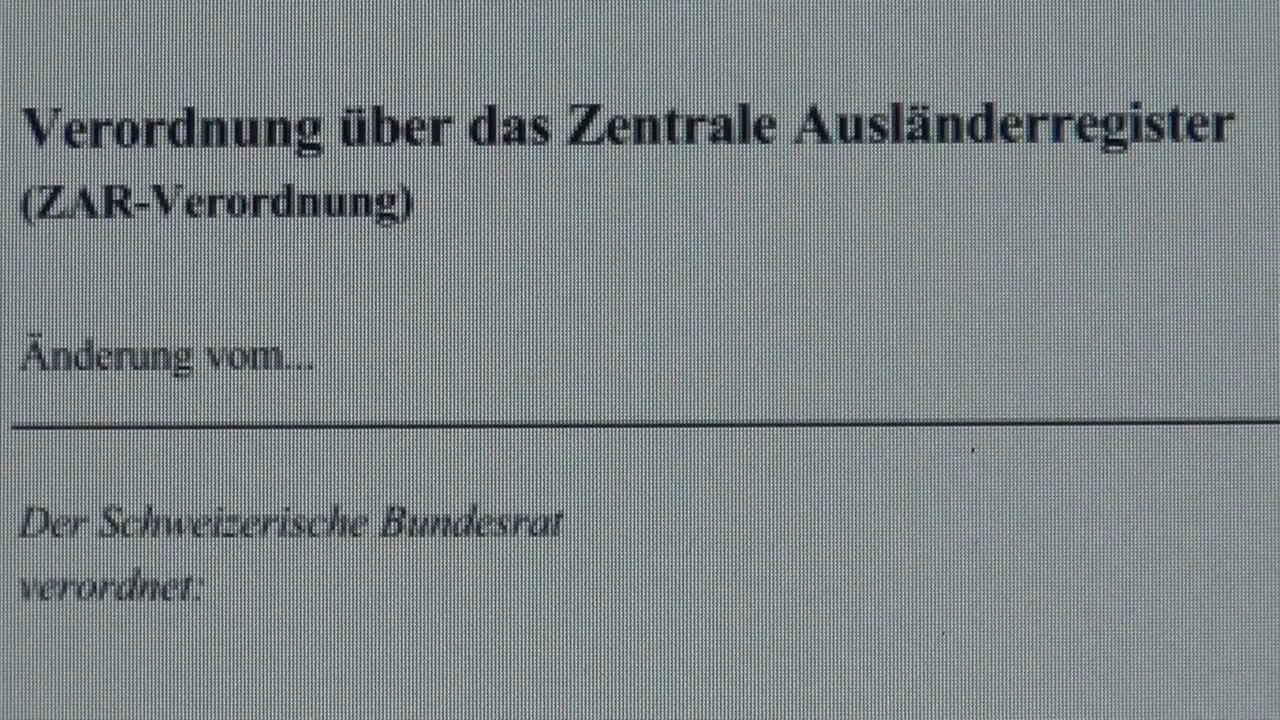 Verordnung über das Zentrale Ausländerregister
(ZAR-Verordnung)
Änderung vom...
Der Schweizerische Bundesrat
verordnet: